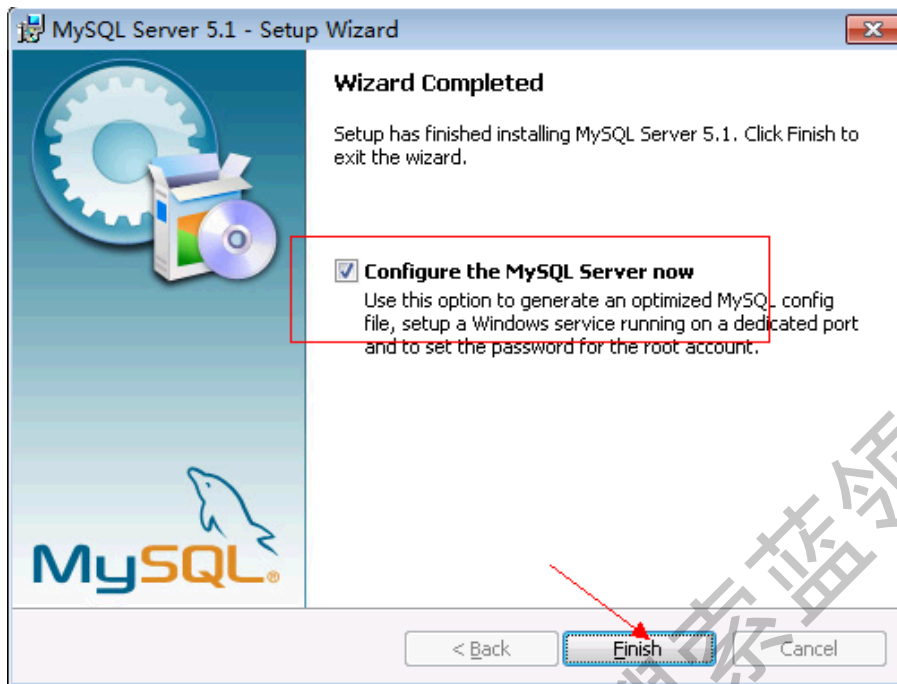 MySQL Server 5.1 - Setup Wizard
Wizard Completed
Setup has finished installing MySQL Server 5.1. Click Finish to
exit the wizard.
Configure the MySQL Server now
Use this option to generate an optimized MySQL config
file, setup a Windows service running on a dedicated port
and to set the password for the root account.
MySQL®
< Back
Finish
Cancel
索蓝领